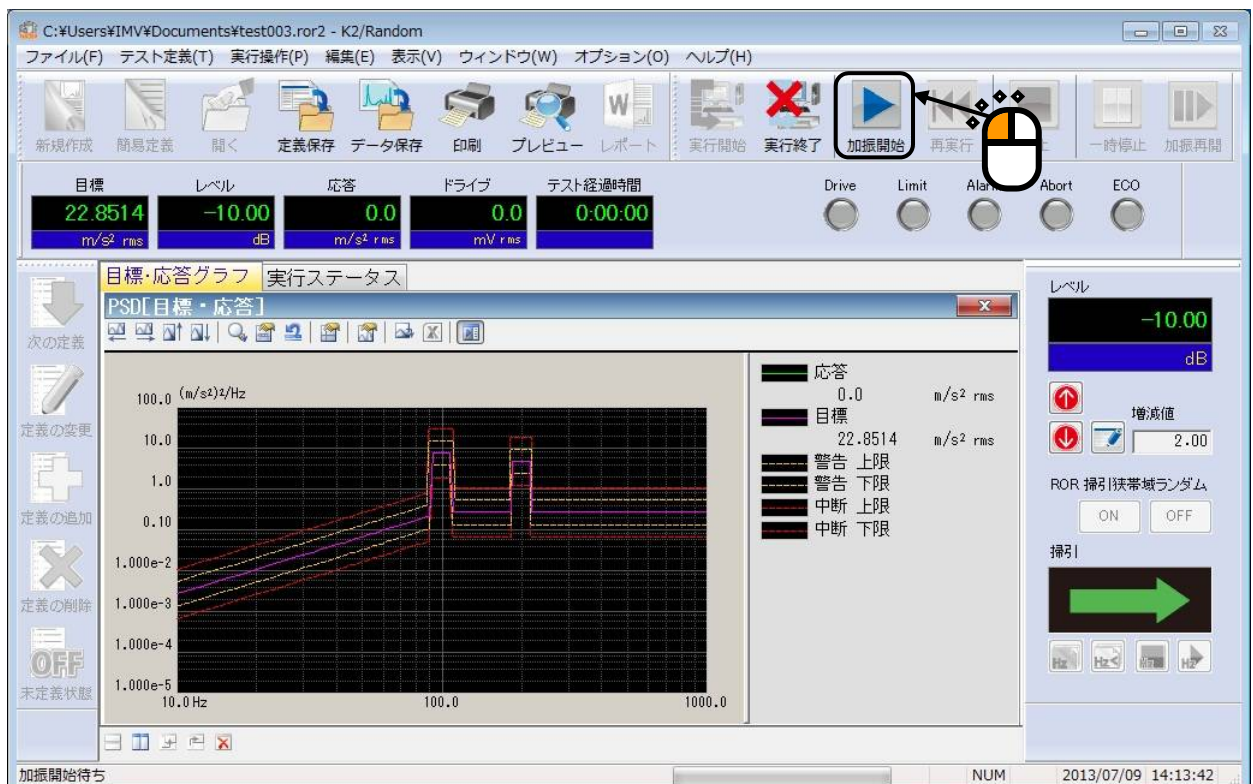 C:¥Users¥IMV¥Documents¥test003.ror2 - K2/Random
ファイル(F) テスト定義(T) 実行操作(P) 編集(E) 表示(V) ウィンドウ(W) オプション(O) ヘルプ(H)
新規作成 簡易定義 開く 定義保存 データ保存 印刷 プレビュー レポート 実行開始 実行終了 加振開始 再実行 一時停止 加振再開
目標 レベル 応答 ドライブ テスト経過時間 Drive Limit Alarm Abort ECO
22.8514 -10.00 0.0 0.0 0:00:00
m/s² rms dB m/s² rms mV rms
目標・応答グラフ 実行ステータス
PSD[目標・応答]
次の定義
定義の変更
定義の追加
定義の削除
OFF
未定義状態
100.0 (m/s²)²/Hz
10.0
1.0
0.10
1.000e-2
1.000e-3
1.000e-4
1.000e-5
10.0Hz 100.0 1000.0
応答
0.0 m/s² rms
目標
22.8514 m/s² rms
警告 上限
警告 下限
中断 上限
中断 下限
レベル
-10.00
dB
増減値
2.00
ROR 掃引狭帯域ランダム
ON OFF
掃引
加振開始待ち NUM 2013/07/09 14:13:42